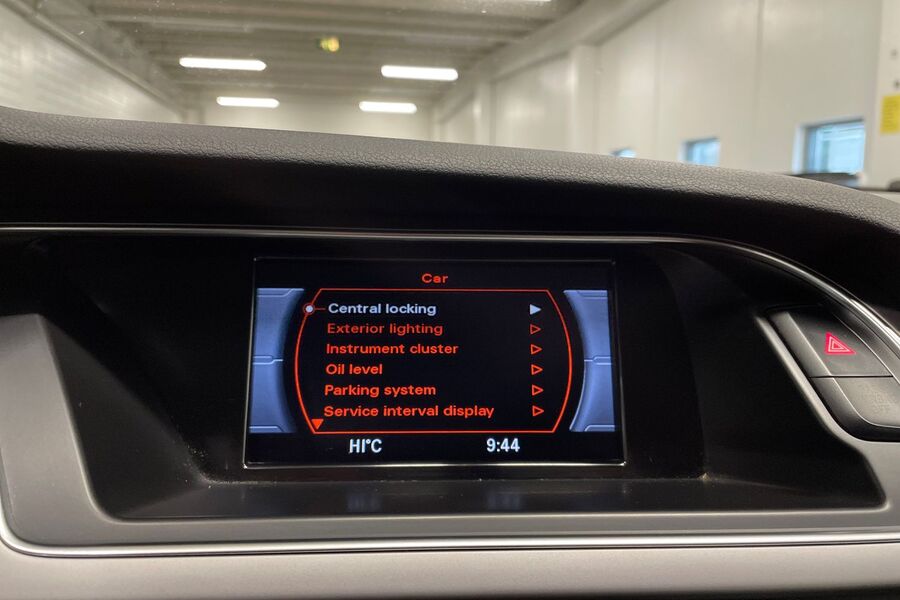 Car
Central locking
Exterior lighting
Instrument cluster
Oil level
Parking system
Service interval display
HI°C 9:44